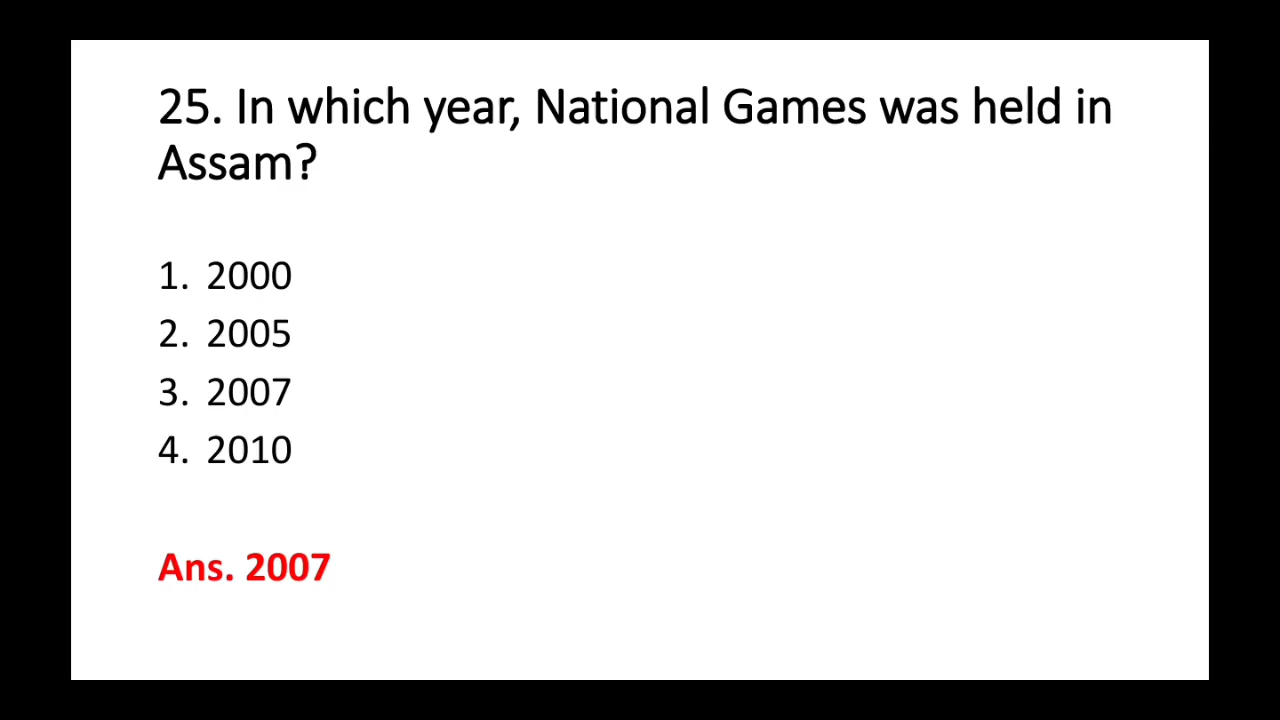 25. In which year, National Games was held in
Assam?
1. 2000
2. 2005
3. 2007
4. 2010
Ans. 2007